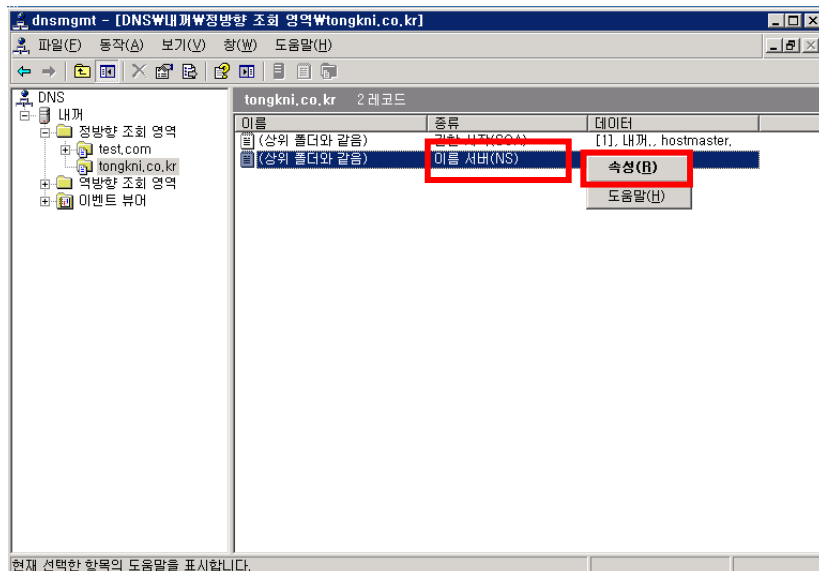 dnsmgmt - [DNS₩내꺼₩정방향 조회 영역₩tongkni.co.kr]
파일(F) 동작(A) 보기(V) 창(W) 도움말(H)
DNS
내꺼
정방향 조회 영역
test.com
tongkni.co.kr
역방향 조회 영역
이벤트 뷰어
tongkni.co.kr 2 레코드
이름 종류 데이터
(상위 폴더와 같음) 권한 시작(SOA) [1], 내꺼., hostmaster.
(상위 폴더와 같음) 이름 서버(NS)
속성(R)
도움말(H)
현재 선택한 항목의 도움말을 표시합니다.